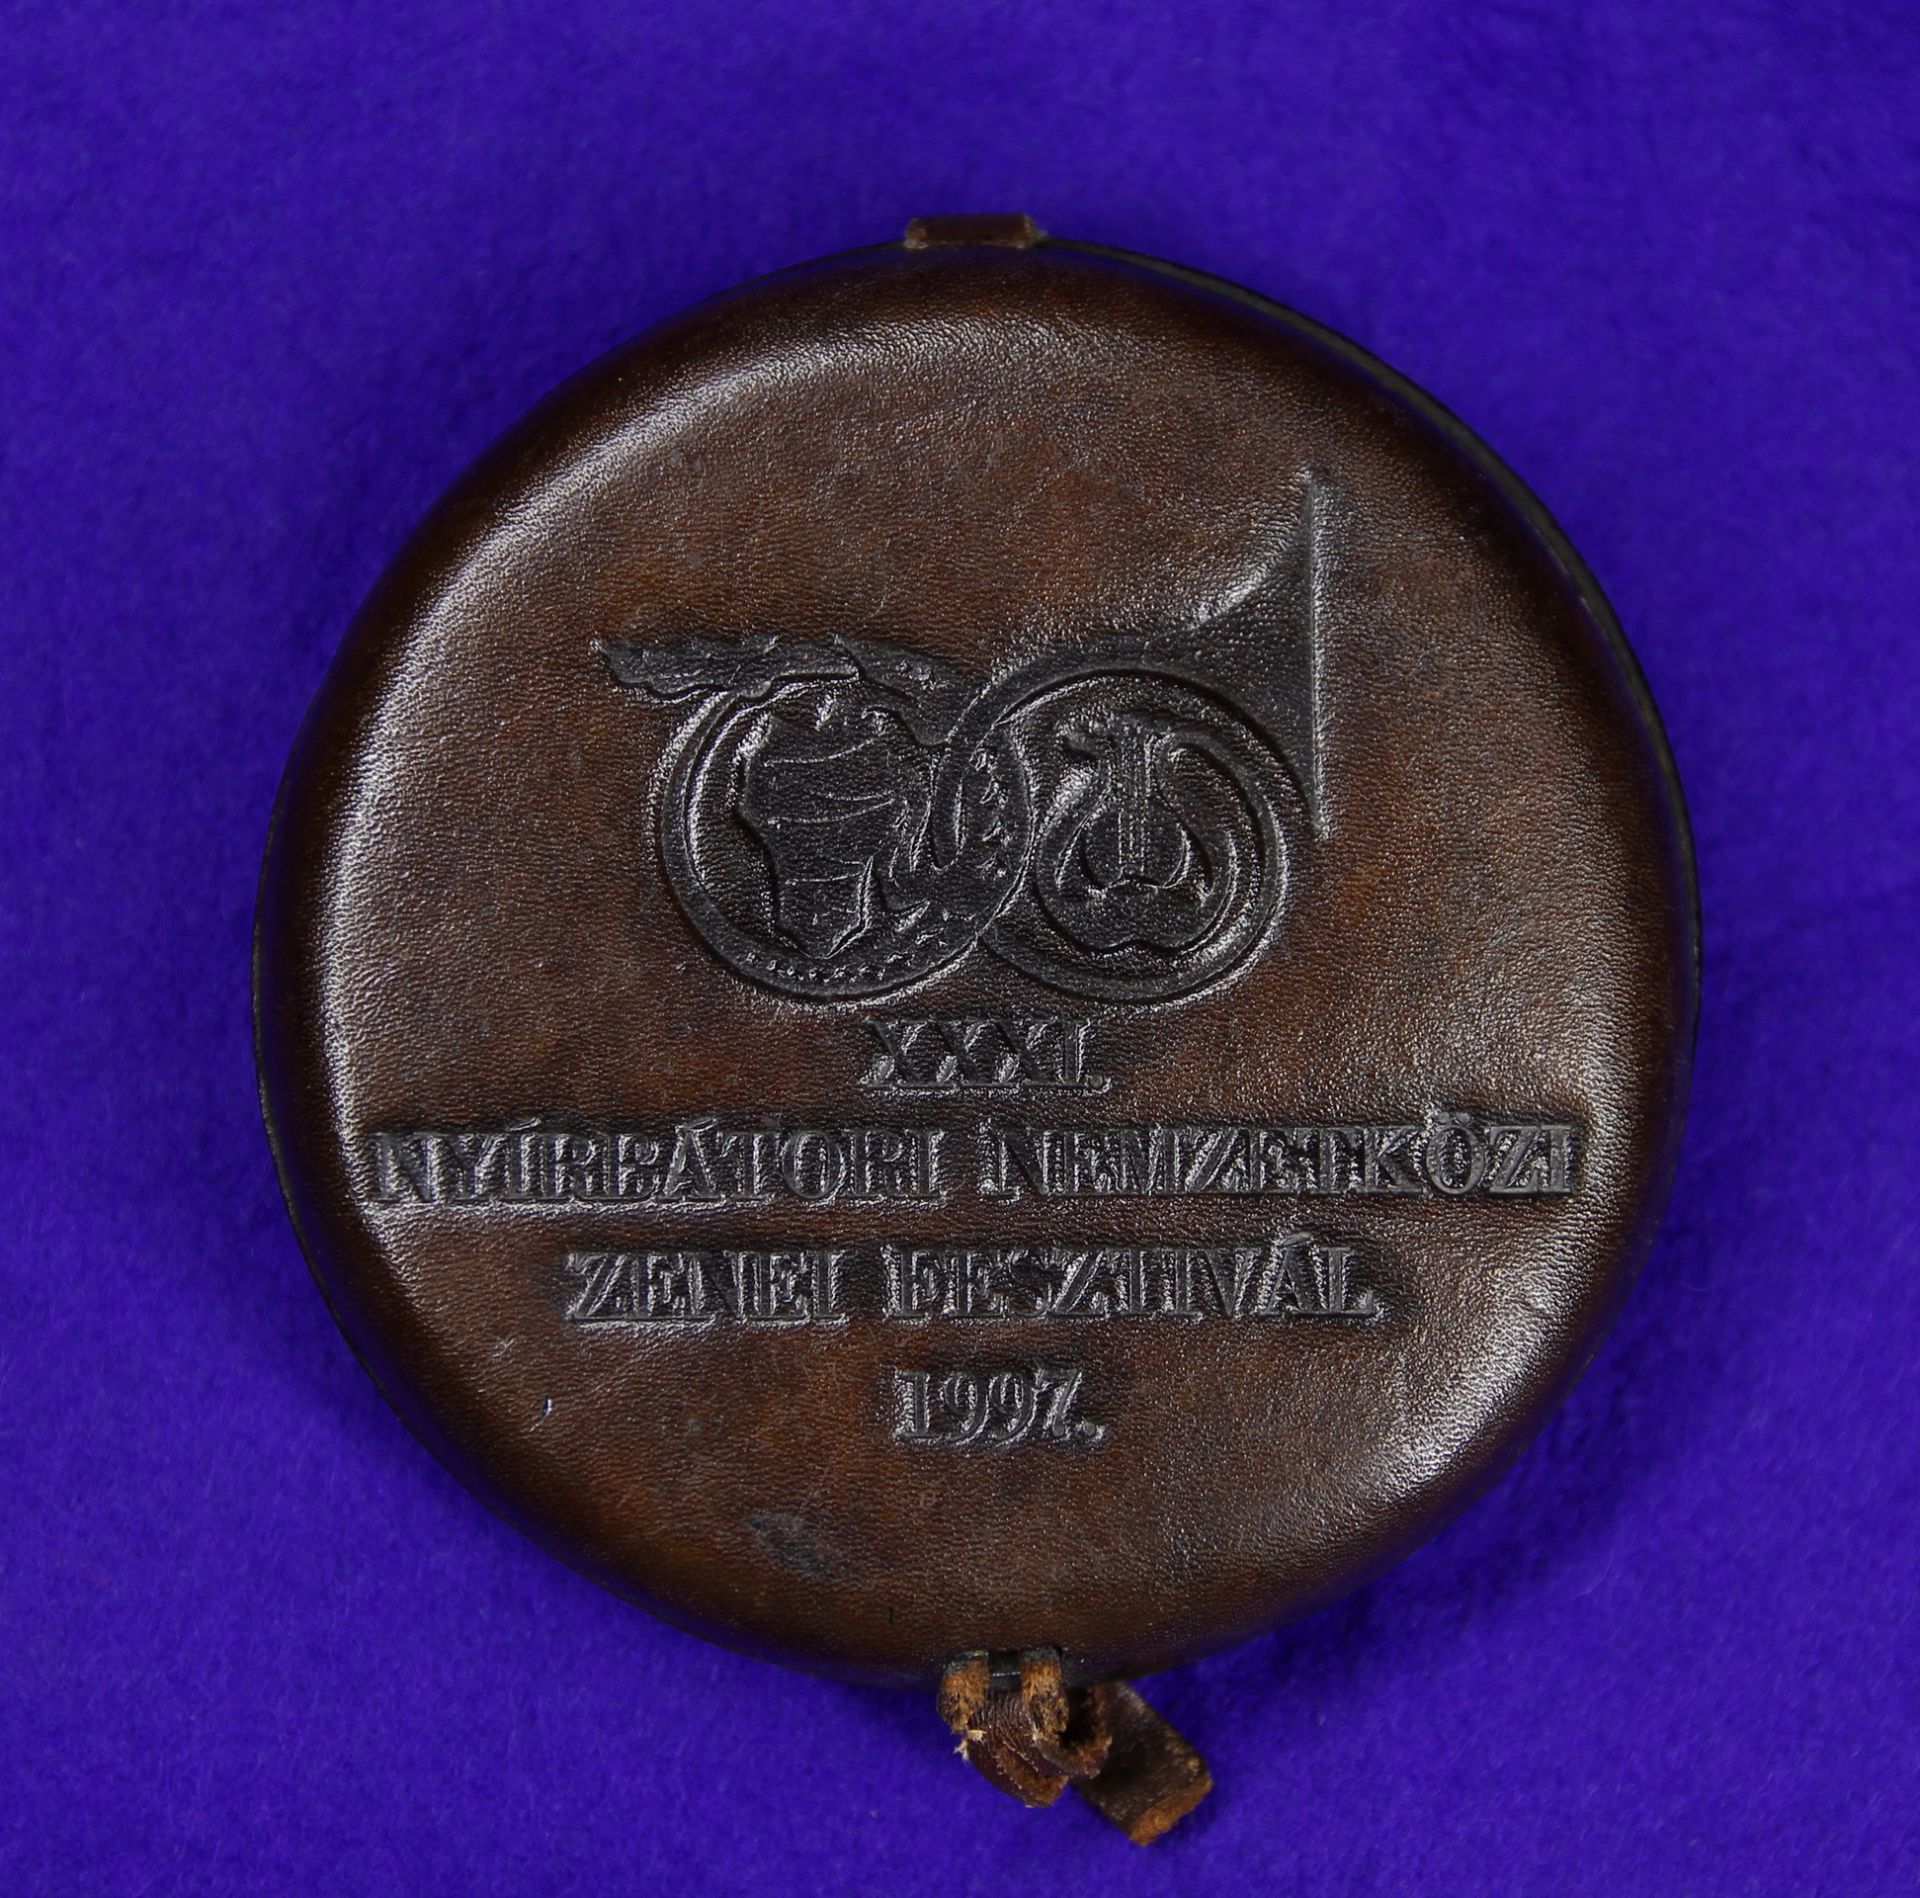 XXXI.
NYÍRBÁTORI NEMZETKÖZI
ZENEI FESZTIVÁL
1997.